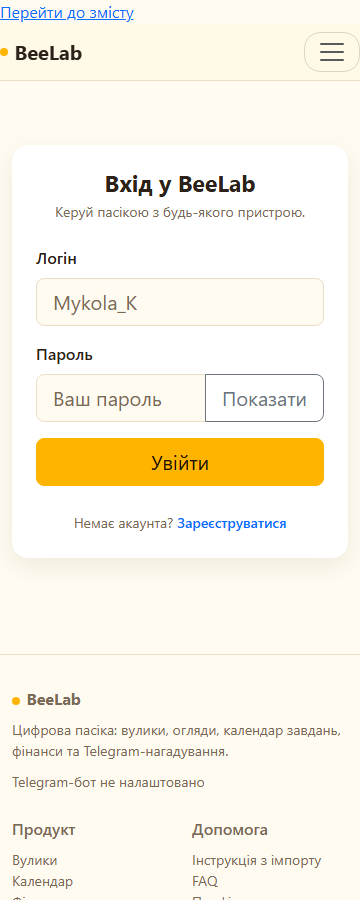 Перейти до змісту
BeeLab
Вхід у BeeLab
Керуй пасікою з будь-якого пристрою.
Логін
Mykola_K
Пароль
Ваш пароль
Показати
Увійти
Немає акаунта? Зареєструватися
BeeLab
Цифрова пасіка: вулики, огляди, календар завдань,
фінанси та Telegram-нагадування.
Telegram-бот не налаштовано
Продукт
Допомога
Вулики
Інструкція з імпорту
Календар
FAQ